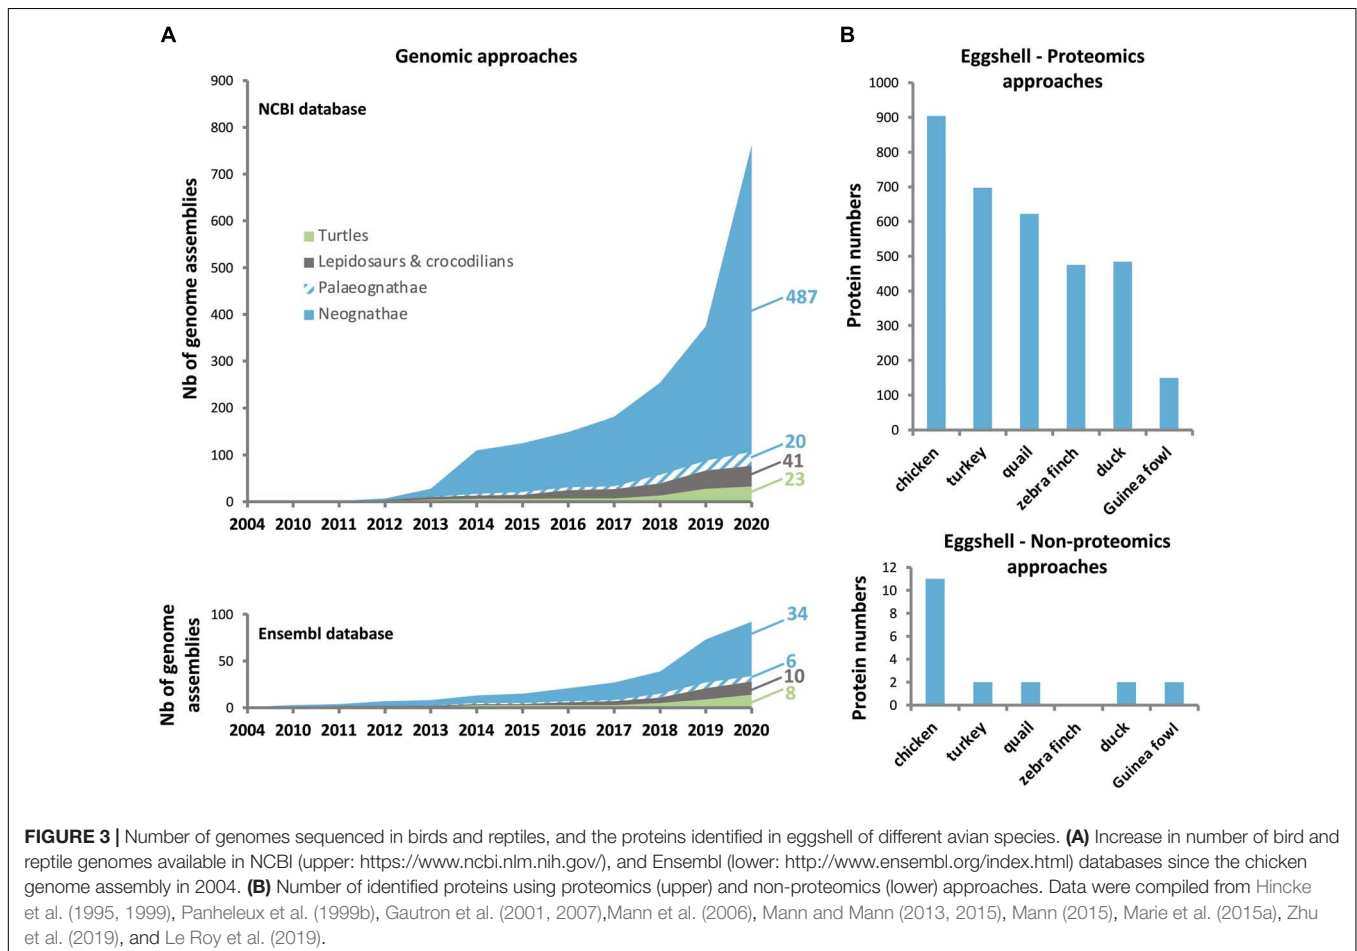 A
Genomic approaches
900
800
700
600
500
400
300
200
100
0
Nb of genome assemblies
NCBI database
Turtles
Lepidosaurs & crocodilians
Palaeognathae
Neognathae
487
20
41
23
2004 2010 2011 2012 2013 2014 2015 2016 2017 2018 2019 2020
100
50
0
Nb of genome
assemblies
Ensembl database
34
6
10
8
2004 2010 2011 2012 2013 2014 2015 2016 2017 2018 2019 2020
B
Eggshell - Proteomics
approaches
1000
900
800
700
600
500
400
300
200
100
0
Protein numbers
chicken
turkey
quail
zebra finch
duck
Guinea fowl
Eggshell - Non-proteomics
approaches
12
10
8
6
4
2
0
Protein numbers
chicken
turkey
quail
zebra finch
duck
Guinea fowl
FIGURE 3 | Number of genomes sequenced in birds and reptiles, and the proteins identified in eggshell of different avian species. (A) Increase in number of bird and
reptile genomes available in NCBI (upper: https://www.ncbi.nlm.nih.gov/), and Ensembl (lower: http://www.ensembl.org/index.html) databases since the chicken
genome assembly in 2004. (B) Number of identified proteins using proteomics (upper) and non-proteomics (lower) approaches. Data were compiled from Hincke
et al. (1995, 1999), Panheleux et al. (1999b), Gautron et al. (2001, 2007),Mann et al. (2006), Mann and Mann (2013, 2015), Mann (2015), Marie et al. (2015a), Zhu
et al. (2019), and Le Roy et al. (2019).